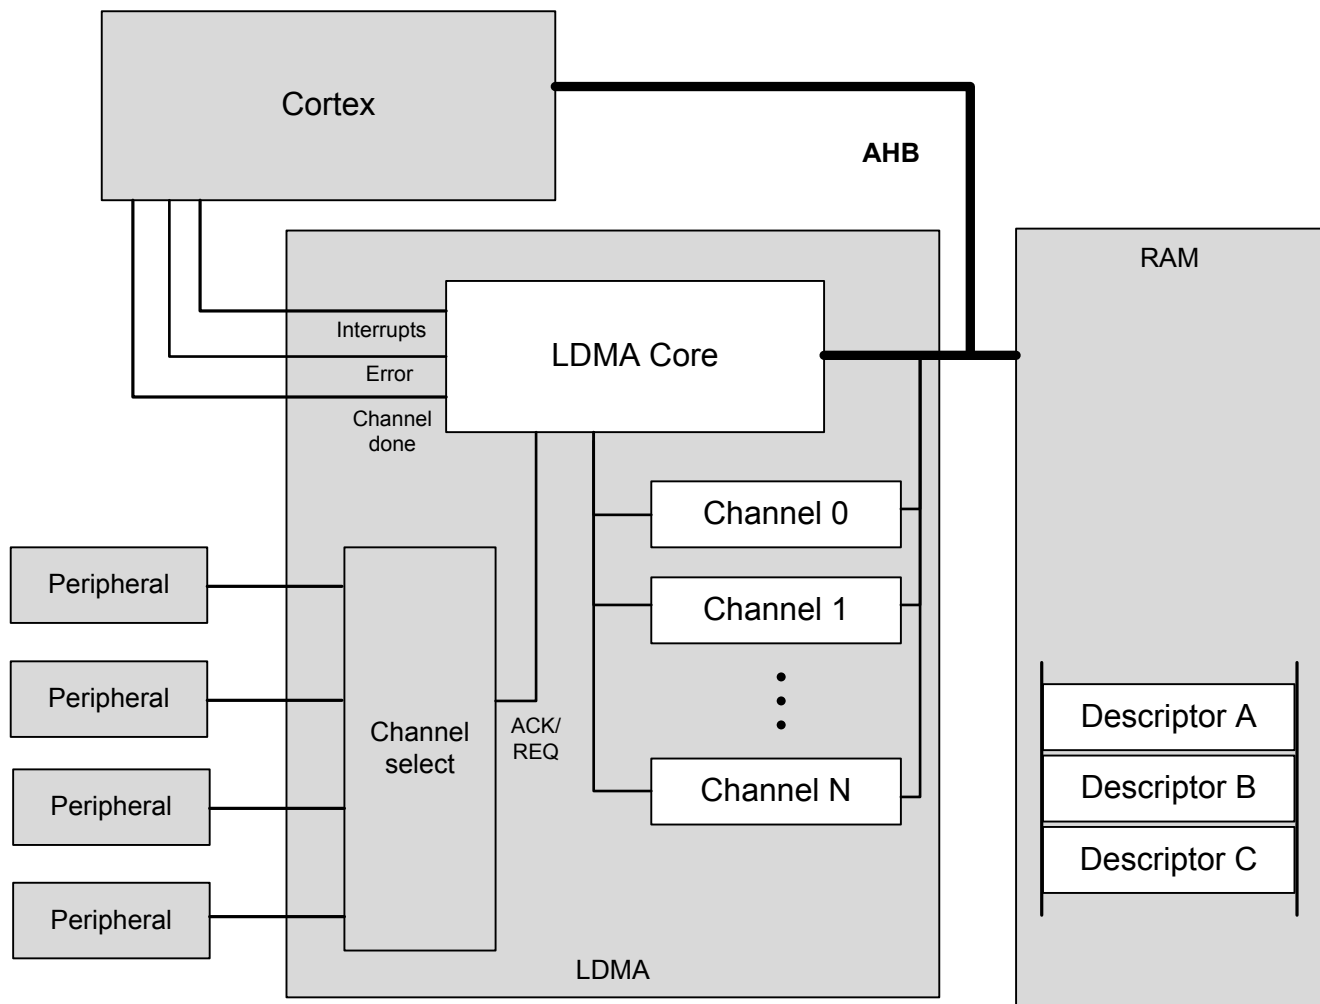 Cortex
AHB
RAM
Interrupts
LDMA Core
Error
Channel
done
Channel 0
Peripheral
Channel 1
Peripheral
Descriptor A
ACK/
REQ
Channel
select
Channel N
Descriptor B
Peripheral
Descriptor C
Peripheral
LDMA